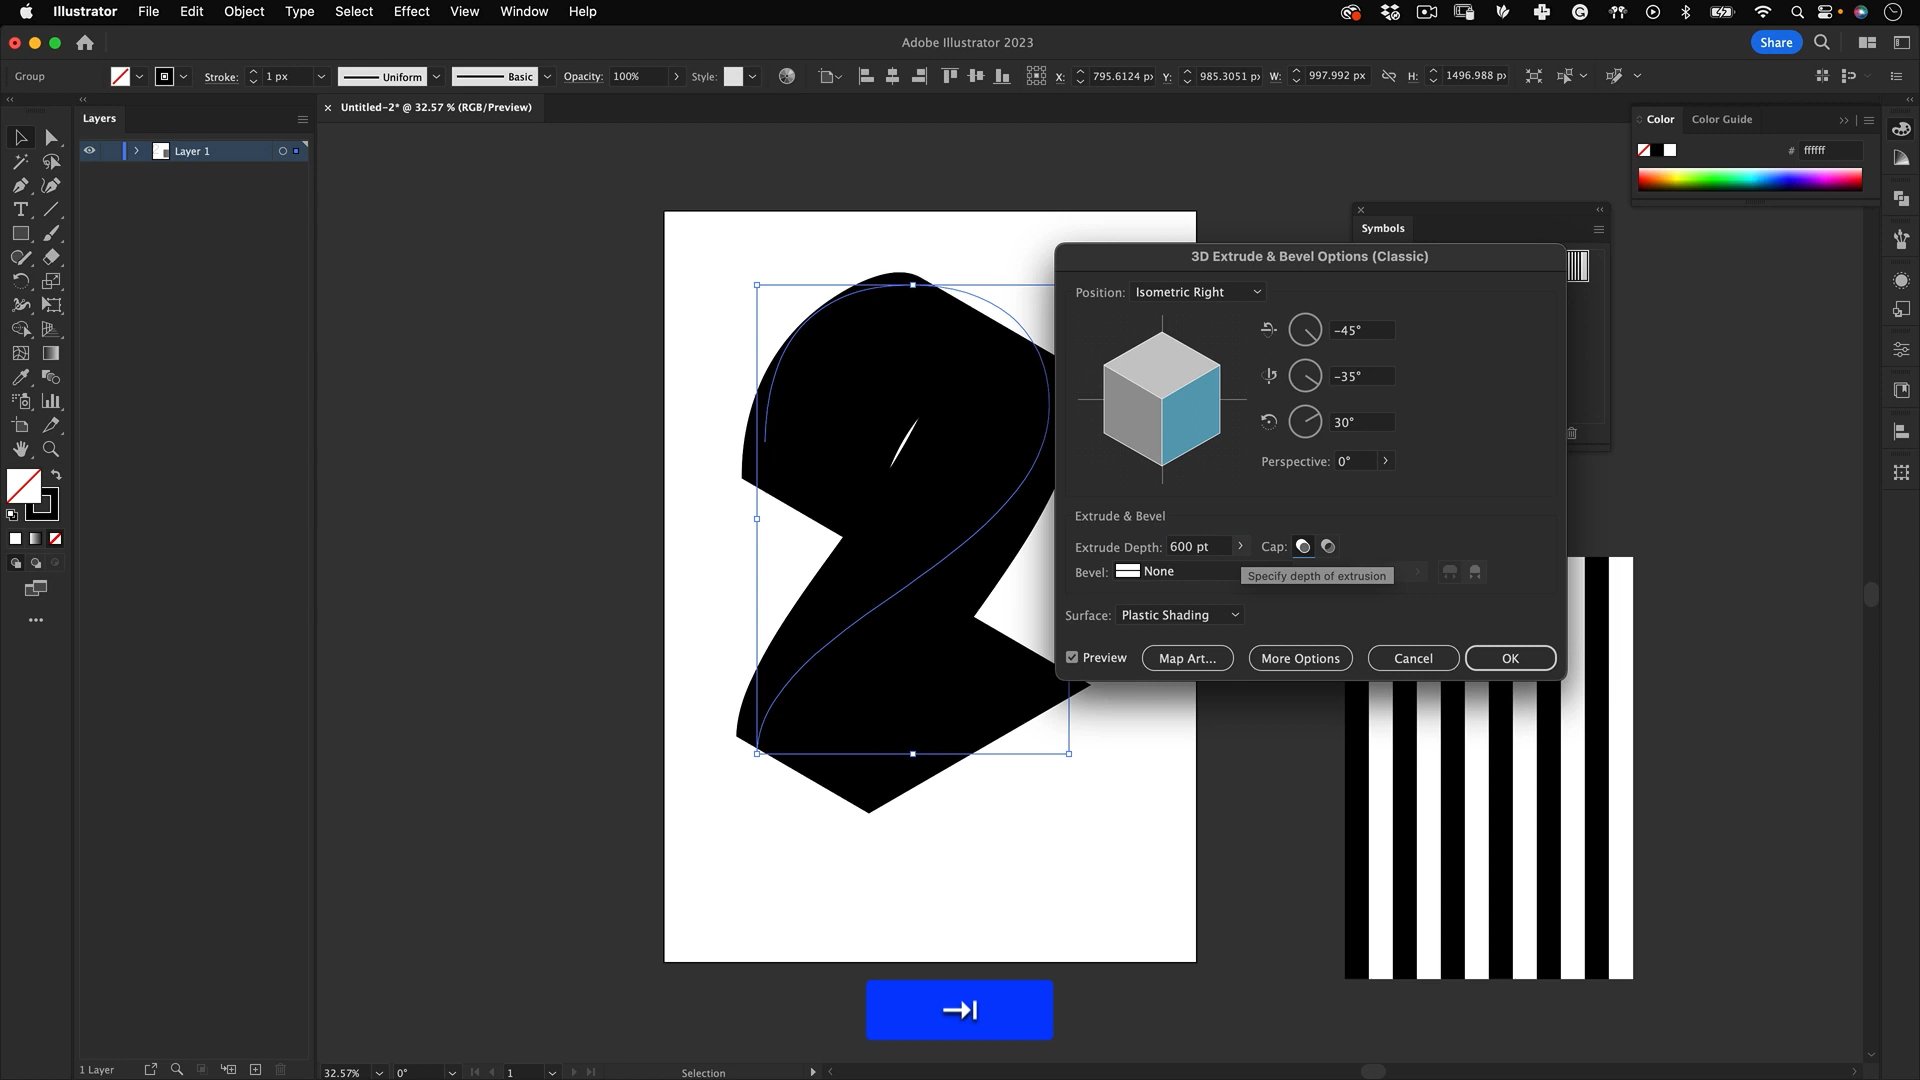 Illustrator File Edit Object Type Select Effect View Window Help
Adobe Illustrator 2023
Share
Group
Stroke: 1 px
Uniform
Basic
Opacity: 100%
Style:
X: 795.6124 px
Y: 985.3051 px
W: 997.992 px
H: 1496.988 px
Layers
Untitled-2* @ 32.57 % (RGB/Preview)
Color
Color Guide
Layer 1
# ffffff
Symbols
3D Extrude & Bevel Options (Classic)
Position: Isometric Right
-45°
-35°
30°
Perspective: 0°
Extrude & Bevel
Extrude Depth: 600 pt
Cap:
Bevel: None
Specify depth of extrusion
Surface: Plastic Shading
Preview
Map Art...
More Options
Cancel
OK
1 Layer
32.57%
0°
1
Selection